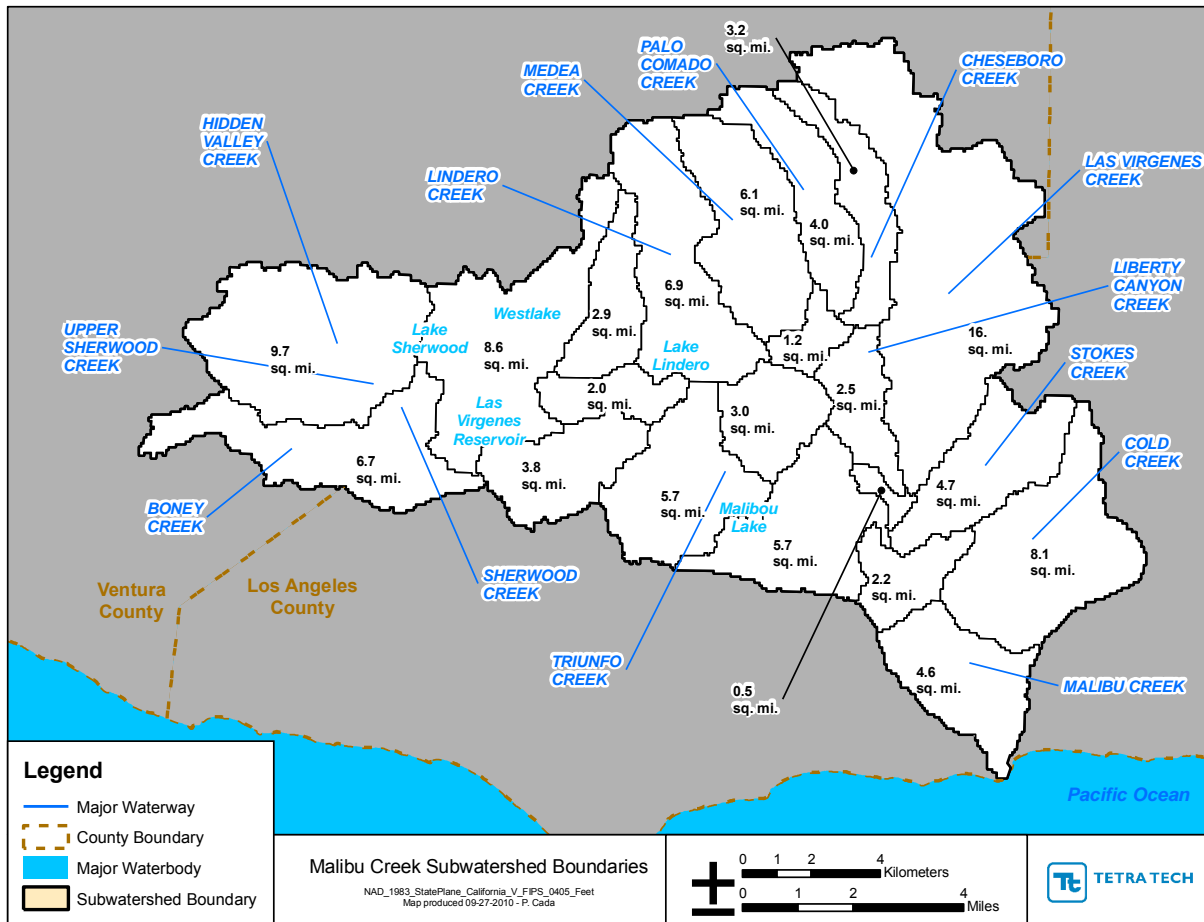 3.2
sq. mi.
PALO
COMADO
CREEK
CHESEBORO
CREEK
MEDEA
CREEK
HIDDEN
VALLEY
CREEK
LINDERO
CREEK
LAS VIRGENES
CREEK
6.1
sq. mi.
4.0
sq. mi.
LIBERTY
CANYON
CREEK
UPPER
SHERWOOD
CREEK
Westlake
Lake
Sherwood
2.9
sq. mi.
6.9
sq. mi.
9.7
sq. mi.
8.6
sq. mi.
Lake
Lindero
1.2
sq. mi.
16.
sq. mi.
STOKES
CREEK
2.0
sq. mi.
2.5
sq. mi.
Las
Virgenes
Reservoir
3.0
sq. mi.
COLD
CREEK
BONEY
CREEK
6.7
sq. mi.
3.8
sq. mi.
5.7
sq. mi.
Malibou
Lake
4.7
sq. mi.
5.7
sq. mi.
8.1
sq. mi.
SHERWOOD
CREEK
Ventura
County
Los Angeles
County
2.2
sq. mi.
TRIUNFO
CREEK
0.5
sq. mi.
4.6
sq. mi.
MALIBU CREEK
Pacific Ocean
Legend
Major Waterway
County Boundary
Major Waterbody
Subwatershed Boundary
Malibu Creek Subwatershed Boundaries
NAD_1983_StatePlane_California_V_FIPS_0405_Feet
Map produced 09-27-2010 - P. Cada
0 1 2 4
Kilometers
0 1 2 4
Miles
Tt TETRA TECH